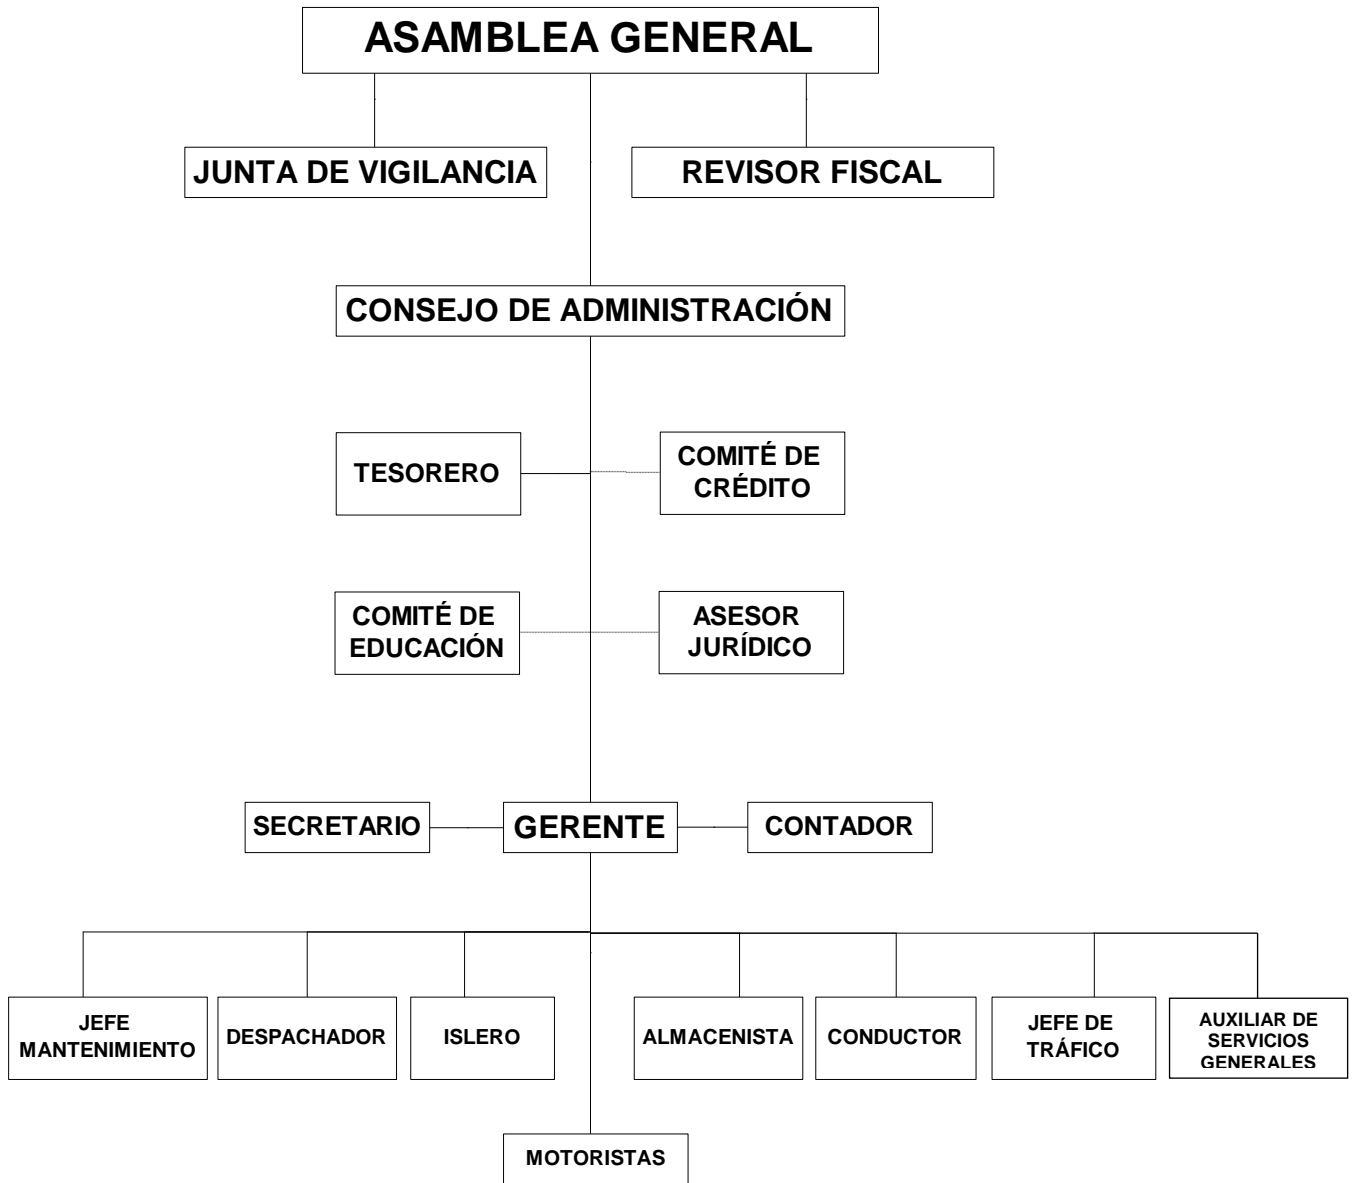 ASAMBLEA GENERAL
JUNTA DE VIGILANCIA
REVISOR FISCAL
CONSEJO DE ADMINISTRACIÓN
TESORERO
COMITÉ DE
CRÉDITO
COMITÉ DE
EDUCACIÓN
ASESOR
JURÍDICO
SECRETARIO
GERENTE
CONTADOR
JEFE
MANTENIMIENTO
DESPACHADOR
ISLERO
ALMACENISTA
CONDUCTOR
JEFE DE
TRÁFICO
AUXILIAR DE
SERVICIOS
GENERALES
MOTORISTAS